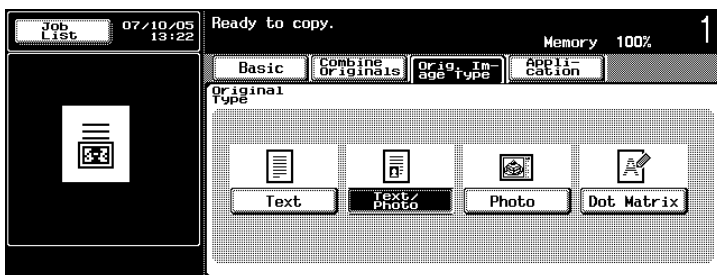 Job
List
07/10/05
13:22
Ready to copy.
Memory 100%
1
Basic
Combine
Originals
Orig. Im-
age Type
Appli-
cation
Original
Type
Text
Text/
Photo
Photo
Dot Matrix